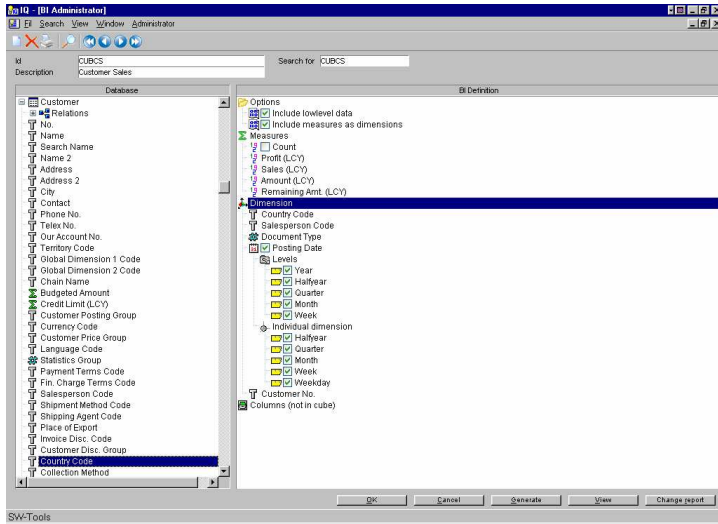 IQ - [BI Administrator]
Fil Search View Window Administrator
Id CUBCS Search for CUBCS
Description Customer Sales
Database
Customer
Relations
No.
Name
Search Name
Name 2
Address
Address 2
City
Contact
Phone No.
Telex No.
Our Account No.
Territory Code
Global Dimension 1 Code
Global Dimension 2 Code
Chain Name
Budgeted Amount
Credit Limit (LCY)
Customer Posting Group
Currency Code
Customer Price Group
Language Code
Statistics Group
Payment Terms Code
Fin. Charge Terms Code
Salesperson Code
Shipment Method Code
Shipping Agent Code
Place of Export
Invoice Disc. Code
Customer Disc. Group
Country Code
Collection Method
BI Definition
Options
Include lowlevel data
Include measures as dimensions
Measures
Count
Profit (LCY)
Sales (LCY)
Amount (LCY)
Remaining Amt. (LCY)
Dimension
Country Code
Salesperson Code
Document Type
Posting Date
Levels
Year
Halfyear
Quarter
Month
Week
Individual dimension
Halfyear
Quarter
Month
Week
Weekday
Customer No.
Columns (not in cube)
OK Cancel Generate View Change report
SW-Tools